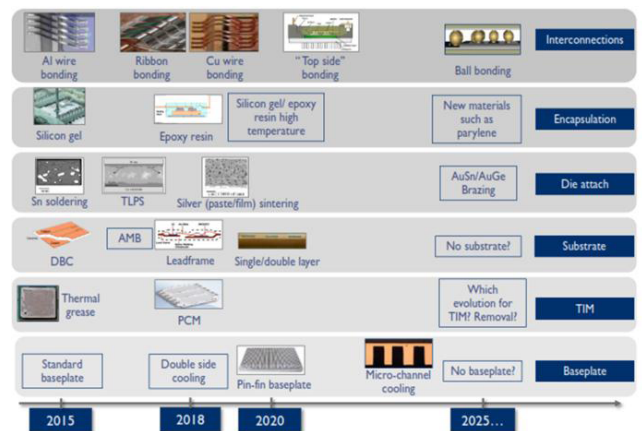 Al wire
bonding
Ribbon
bonding
Cu wire
bonding
"Top side"
bonding
Ball bonding
Interconnections
Silicon gel
Epoxy resin
Silicon gel/ epoxy
resin high
temperature
New materials
such as
parylene
Encapsulation
Sn soldering
TLPS
Silver (paste/film) sintering
AuSn/AuGe
Brazing
Die attach
DBC
AMB
Leadframe
Single/double layer
No substrate?
Substrate
Thermal
grease
PCM
Which
evolution for
TIM? Removal?
TIM
Standard
baseplate
Double side
cooling
Pin-fin baseplate
Micro-channel
cooling
No baseplate?
Baseplate
2015
2018
2020
2025...